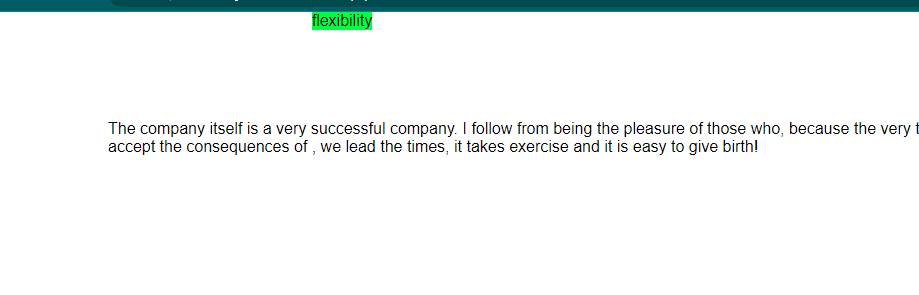 flexibility
The company itself is a very successful company. I follow from being the pleasure of those who, because the very
accept the consequences of , we lead the times, it takes exercise and it is easy to give birth!